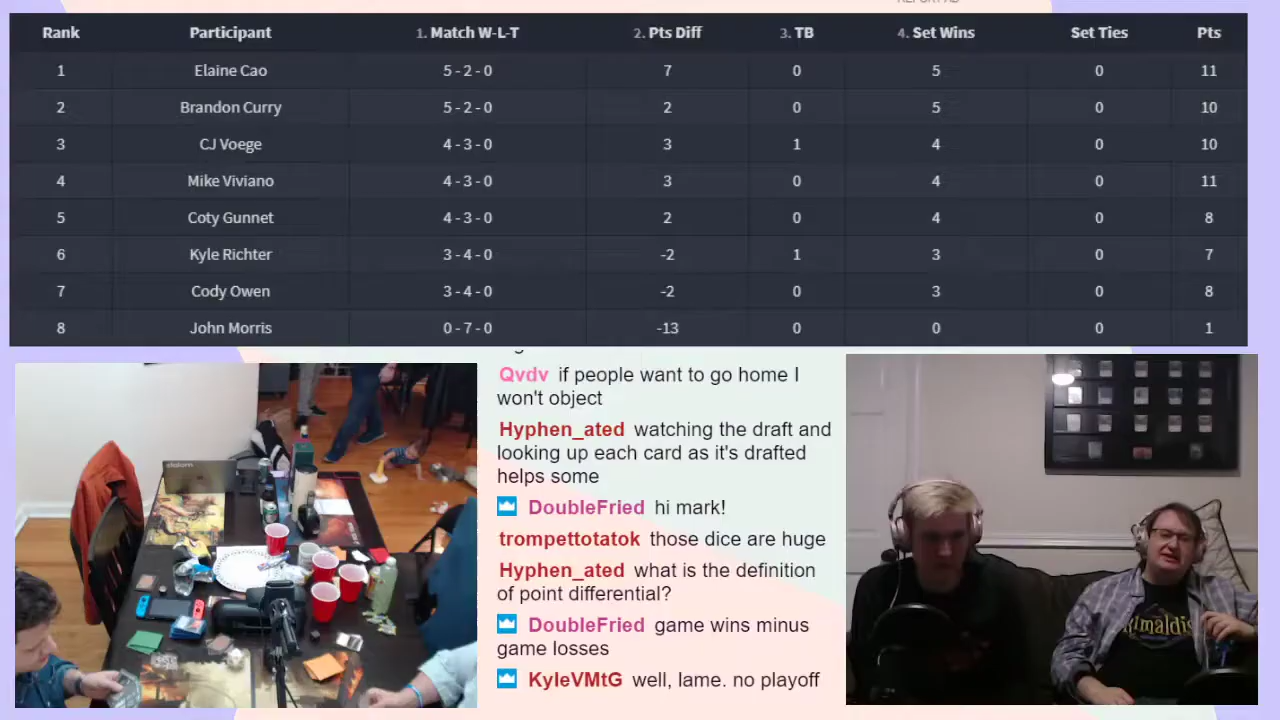 Rank Participant 1. Match W-L-T 2. Pts Diff 3. TB 4. Set Wins Set Ties Pts
1 Elaine Cao 5 - 2 - 0 7 0 5 0 11
2 Brandon Curry 5 - 2 - 0 2 0 5 0 10
3 CJ Voege 4 - 3 - 0 3 1 4 0 10
4 Mike Viviano 4 - 3 - 0 3 0 4 0 11
5 Coty Gunnet 4 - 3 - 0 2 0 4 0 8
6 Kyle Richter 3 - 4 - 0 -2 1 3 0 7
7 Cody Owen 3 - 4 - 0 -2 0 3 0 8
8 John Morris 0 - 7 - 0 -13 0 0 0 1
Qvdv if people want to go home I
won't object
Hyphen_ated watching the draft and
looking up each card as it's drafted
helps some
DoubleFried hi mark!
trompettotatok those dice are huge
Hyphen_ated what is the definition
of point differential?
DoubleFried game wins minus
game losses
KyleVMtG well, lame. no playoff